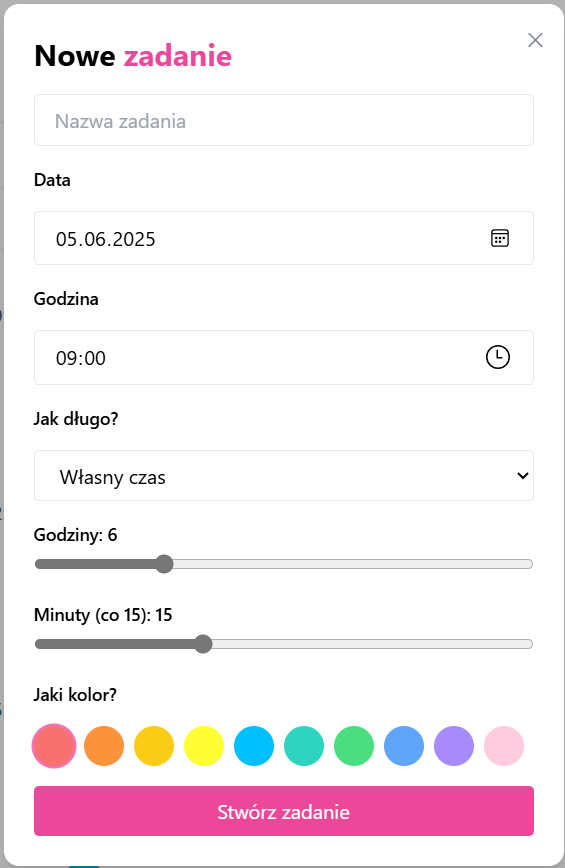 Nowe zadanie
Nazwa zadania
Data
05.06.2025
Godzina
09:00
Jak długo?
Własny czas
Godziny: 6
Minuty (co 15): 15
Jaki kolor?
Stwórz zadanie